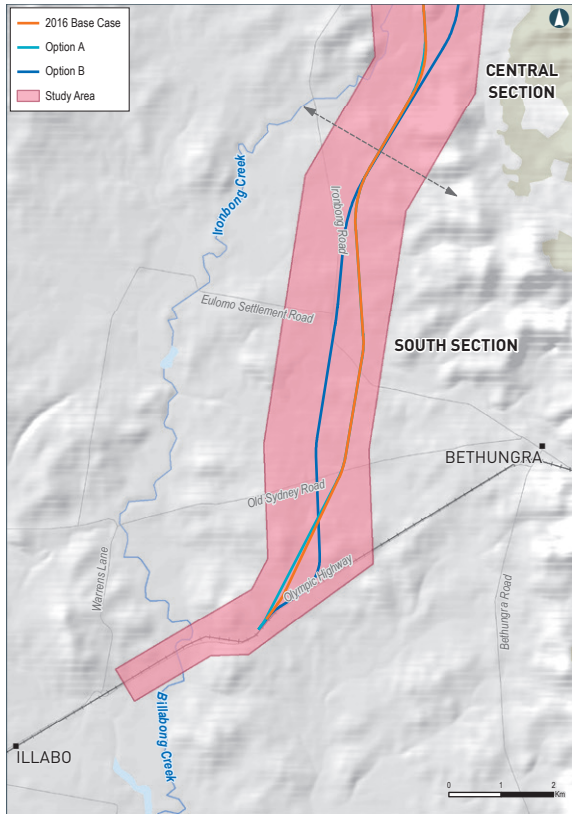 2016 Base Case
Option A
Option B
Study Area
CENTRAL
SECTION
Ironbong Creek
Ironbong Road
Eulomo Settlement Road
SOUTH SECTION
BETHUNGRA
Old Sydney Road
Warrens Lane
Olympic Highway
Bethungra Road
Billabong Creek
ILLABO
0 1 2
Km